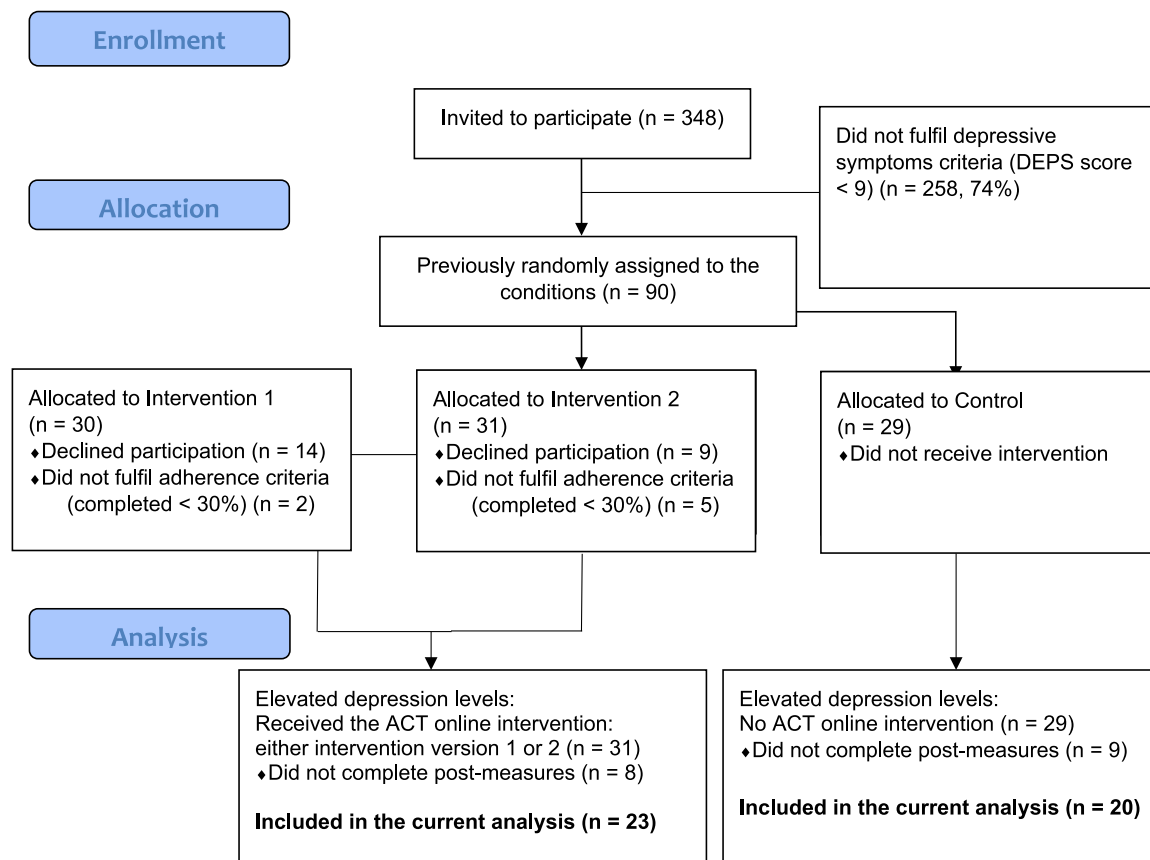 Enrollment
Invited to participate (n = 348)
Did not fulfil depressive
symptoms criteria (DEPS score
< 9) (n = 258, 74%)
Allocation
Previously randomly assigned to the
conditions (n = 90)
Allocated to Intervention 1
(n = 30)
♦Declined participation (n = 14)
♦Did not fulfil adherence criteria
(completed < 30%) (n = 2)
Allocated to Intervention 2
(n = 31)
♦Declined participation (n = 9)
♦Did not fulfil adherence criteria
(completed < 30%) (n = 5)
Allocated to Control
(n = 29)
♦Did not receive intervention
Analysis
Elevated depression levels:
Received the ACT online intervention:
either intervention version 1 or 2 (n = 31)
♦Did not complete post-measures (n = 8)
Included in the current analysis (n = 23)
Elevated depression levels:
No ACT online intervention (n = 29)
♦Did not complete post-measures (n = 9)
Included in the current analysis (n = 20)